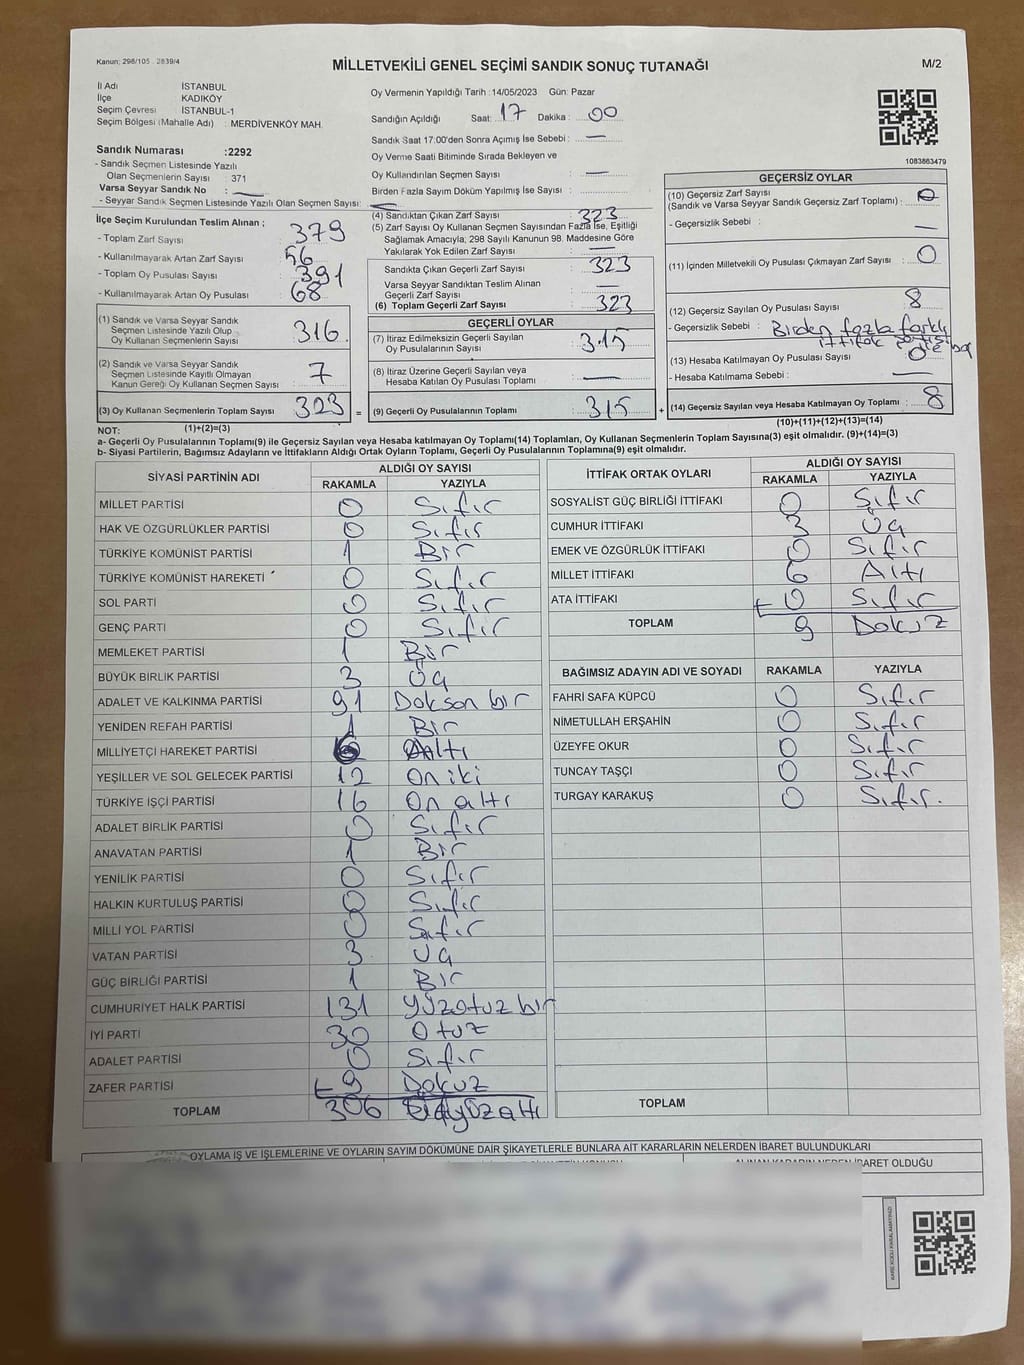 Kanun: 298/105 - 2839/4
MİLLETVEKİLİ GENEL SEÇİMİ SANDIK SONUÇ TUTANAĞI
M/2
İl Adı İSTANBUL
İlçe KADIKÖY
Seçim Çevresi : İSTANBUL-1
Seçim Bölgesi (Mahalle Adı) : MERDİVENKÖY MAH.
Sandık Numarası :2292
- Sandık Seçmen Listesinde Yazılı
Olan Seçmenlerin Sayısı : 371
Varsa Seyyar Sandık No : —
- Seyyar Sandık Seçmen Listesinde Yazılı Olan Seçmen Sayısı: —
Oy Vermenin Yapıldığı Tarih :14/05/2023 Gün: Pazar
Sandığın Açıldığı Saat: 17 Dakika : 00
Sandık Saat 17:00'den Sonra Açımış İse Sebebi : —
Oy Verme Saati Bitiminde Sırada Bekleyen ve
Oy Kullandırılan Seçmen Sayısı : —
Birden Fazla Sayım Döküm Yapılmış İse Sayısı :
1083863479
İlçe Seçim Kurulundan Teslim Alınan ;
- Toplam Zarf Sayısı : 379
- Kullanılmayarak Artan Zarf Sayısı : 56
- Toplam Oy Pusulası Sayısı : 391
- Kullanılmayarak Artan Oy Pusulası : 68
(4) Sandıktan Çıkan Zarf Sayısı : 323
(5) Zarf Sayısı Oy Kullanan Seçmen Sayısından Fazla İse, Eşitliği
Sağlamak Amacıyla; 298 Sayılı Kanunun 98. Maddesine Göre
Yakılarak Yok Edilen Zarf Sayısı : —
Sandıkta Çıkan Geçerli Zarf Sayısı : 323
Varsa Seyyar Sandıktan Teslim Alınan
Geçerli Zarf Sayısı : —
(6) Toplam Geçerli Zarf Sayısı : 323
GEÇERSİZ OYLAR
(10) Geçersiz Zarf Sayısı
(Sandık ve Varsa Seyyar Sandık Geçersiz Zarf Toplamı) : 0
- Geçersizlik Sebebi : —
(11) İçinden Milletvekili Oy Pusulası Çıkmayan Zarf Sayısı : 0
(12) Geçersiz Sayılan Oy Pusulası Sayısı : 8
- Geçersizlik Sebebi : Birden fazla farklı
ittifak
(13) Hesaba Katılmayan Oy Pusulası Sayısı : 0
- Hesaba Katılmama Sebebi : —
(14) Geçersiz Sayılan veya Hesaba Katılmayan Oy Toplamı : 8
(10)+(11)+(12)+(13)=(14)
(1) Sandık ve Varsa Seyyar Sandık
Seçmen Listesinde Yazılı Olup
Oy Kullanan Seçmenlerin Sayısı : 316
(2) Sandık ve Varsa Seyyar Sandık
Seçmen Listesinde Kayıtlı Olmayan
Kanun Gereği Oy Kullanan Seçmen Sayısı : 7
(3) Oy Kullanan Seçmenlerin Toplam Sayısı : 323 =
(1)+(2)=(3)
GEÇERLİ OYLAR
(7) İtiraz Edilmeksizin Geçerli Sayılan
Oy Pusulalarının Sayısı : 315
(8) İtiraz Üzerine Geçerli Sayılan veya
Hesaba Katılan Oy Pusulası Toplamı : —
(9) Geçerli Oy Pusulalarının Toplamı : 315 +
NOT:
a- Geçerli Oy Pusulalarının Toplamı(9) ile Geçersiz Sayılan veya Hesaba katılmayan Oy Toplamı(14) Toplamları, Oy Kullanan Seçmenlerin Toplam Sayısına(3) eşit olmalıdır. (9)+(14)=(3)
b- Siyasi Partilerin, Bağımsız Adayların ve İttifakların Aldığı Ortak Oyların Toplamı, Geçerli Oy Pusulalarının Toplamına(9) eşit olmalıdır.
SİYASİ PARTİNİN ADI ALDIĞI OY SAYISI
RAKAMLA YAZIYLA
MİLLET PARTİSİ 0 Sıfır
HAK VE ÖZGÜRLÜKLER PARTİSİ 0 Sıfır
TÜRKİYE KOMÜNİST PARTİSİ 1 Bir
TÜRKİYE KOMÜNİST HAREKETİ 0 Sıfır
SOL PARTİ 0 Sıfır
GENÇ PARTİ 0 Sıfır
MEMLEKET PARTİSİ 1 Bir
BÜYÜK BİRLİK PARTİSİ 3 Üç
ADALET VE KALKINMA PARTİSİ 91 Doksan bir
YENİDEN REFAH PARTİSİ 1 Bir
MİLLİYETÇİ HAREKET PARTİSİ 6 Altı
YEŞİLLER VE SOL GELECEK PARTİSİ 12 On iki
TÜRKİYE İŞÇİ PARTİSİ 16 On altı
ADALET BİRLİK PARTİSİ 0 Sıfır
ANAVATAN PARTİSİ 1 Bir
YENİLİK PARTİSİ 0 Sıfır
HALKIN KURTULUŞ PARTİSİ 0 Sıfır
MİLLİ YOL PARTİSİ 0 Sıfır
VATAN PARTİSİ 3 Üç
GÜÇ BİRLİĞİ PARTİSİ 1 Bir
CUMHURİYET HALK PARTİSİ 131 Yüzotuz bir
İYİ PARTİ 30 Otuz
ADALET PARTİSİ 0 Sıfır
ZAFER PARTİSİ + 9 Dokuz
TOPLAM 306 Üçyüzaltı
İTTİFAK ORTAK OYLARI ALDIĞI OY SAYISI
RAKAMLA YAZIYLA
SOSYALİST GÜÇ BİRLİĞİ İTTİFAKI 0 Sıfır
CUMHUR İTTİFAKI 3 Üç
EMEK VE ÖZGÜRLÜK İTTİFAKI 0 Sıfır
MİLLET İTTİFAKI 6 Altı
ATA İTTİFAKI + 0 Sıfır
TOPLAM 9 Dokuz
BAĞIMSIZ ADAYIN ADI VE SOYADI RAKAMLA YAZIYLA
FAHRİ SAFA KÜPCÜ 0 Sıfır
NİMETULLAH ERŞAHİN 0 Sıfır
ÜZEYFE OKUR 0 Sıfır
TUNCAY TAŞÇI 0 Sıfır
TURGAY KARAKUŞ 0 Sıfır.
TOPLAM
OYLAMA İŞ VE İŞLEMLERİNE VE OYLARIN SAYIM DÖKÜMÜNE DAİR ŞİKAYETLERLE BUNLARA AİT KARARLARIN NELERDEN İBARET BULUNDUKLARI
ALINAN KARARIN NEDEN İBARET OLDUĞU